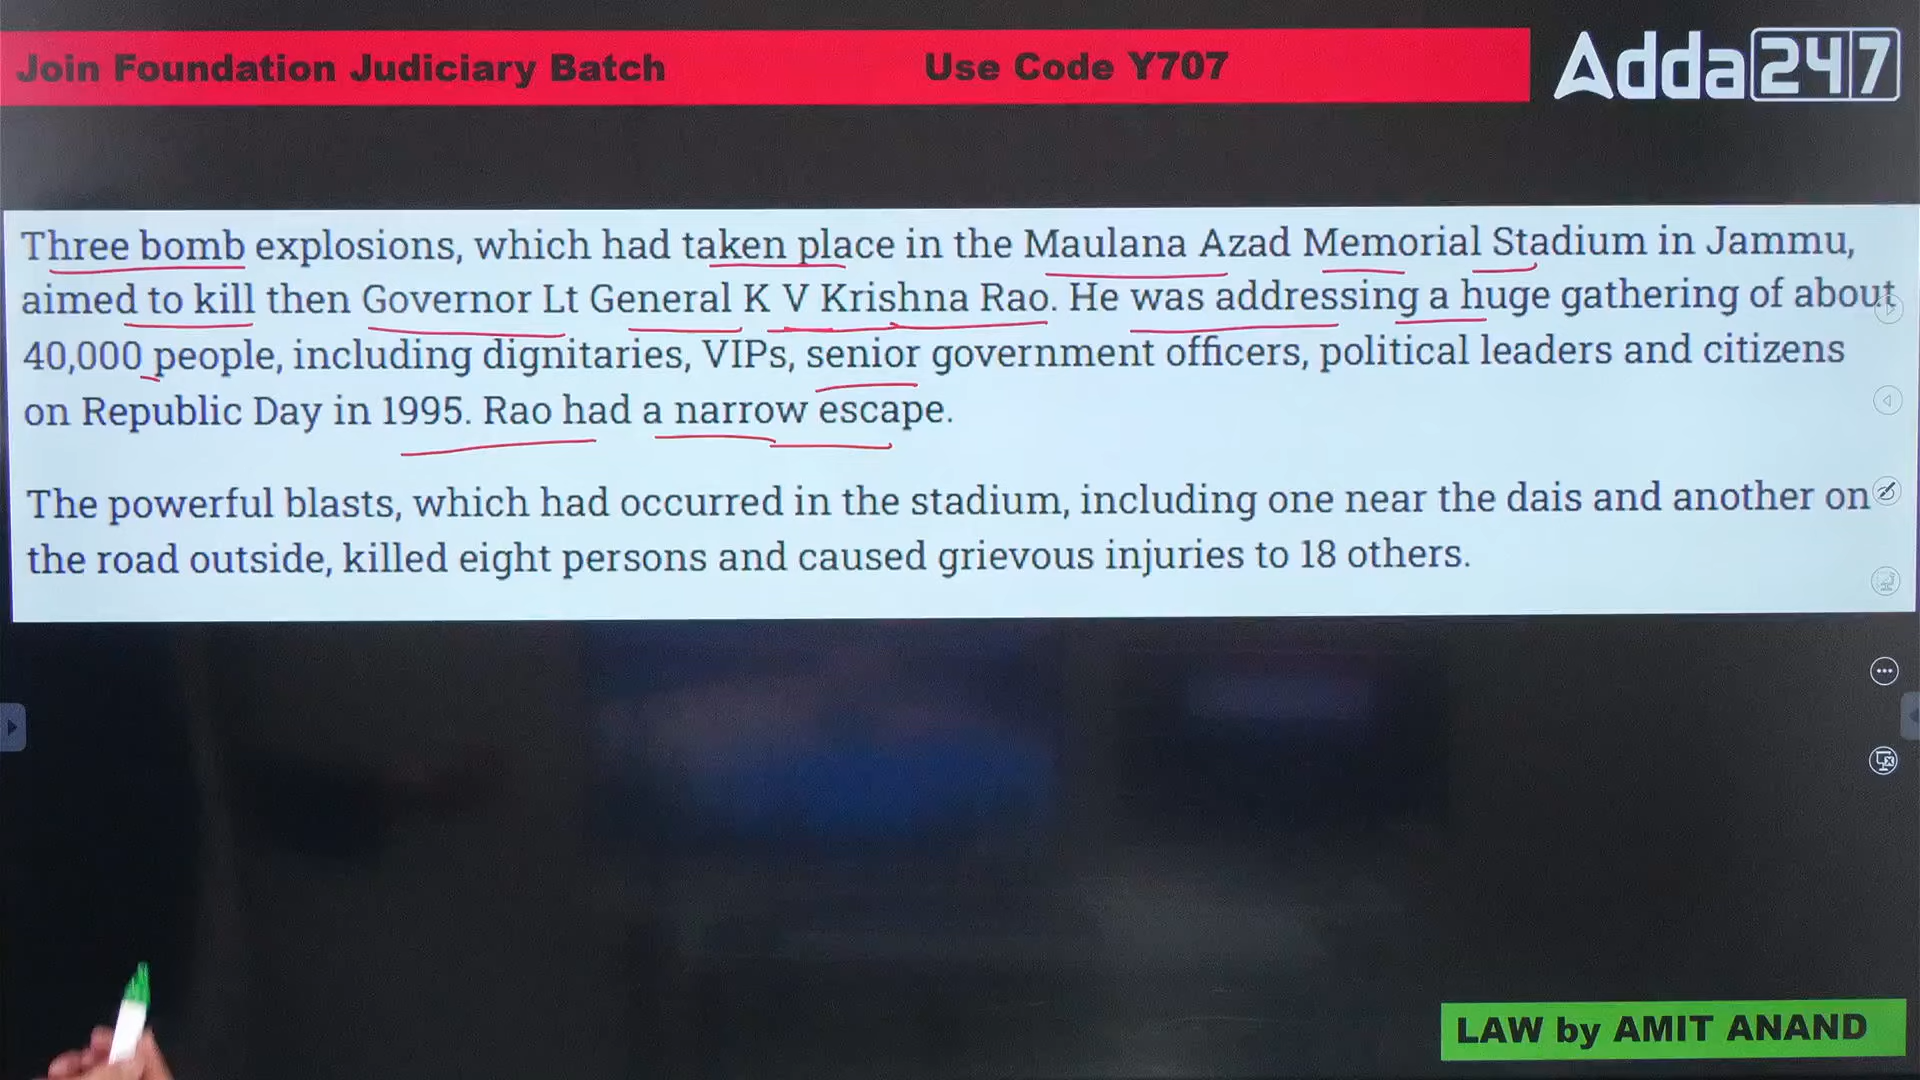 Join Foundation Judiciary Batch Use Code Y707
Adda247
Three bomb explosions, which had taken place in the Maulana Azad Memorial Stadium in Jammu,
aimed to kill then Governor Lt General K V Krishna Rao. He was addressing a huge gathering of about
40,000 people, including dignitaries, VIPs, senior government officers, political leaders and citizens
on Republic Day in 1995. Rao had a narrow escape.
The powerful blasts, which had occurred in the stadium, including one near the dais and another on
the road outside, killed eight persons and caused grievous injuries to 18 others.
LAW by AMIT ANAND